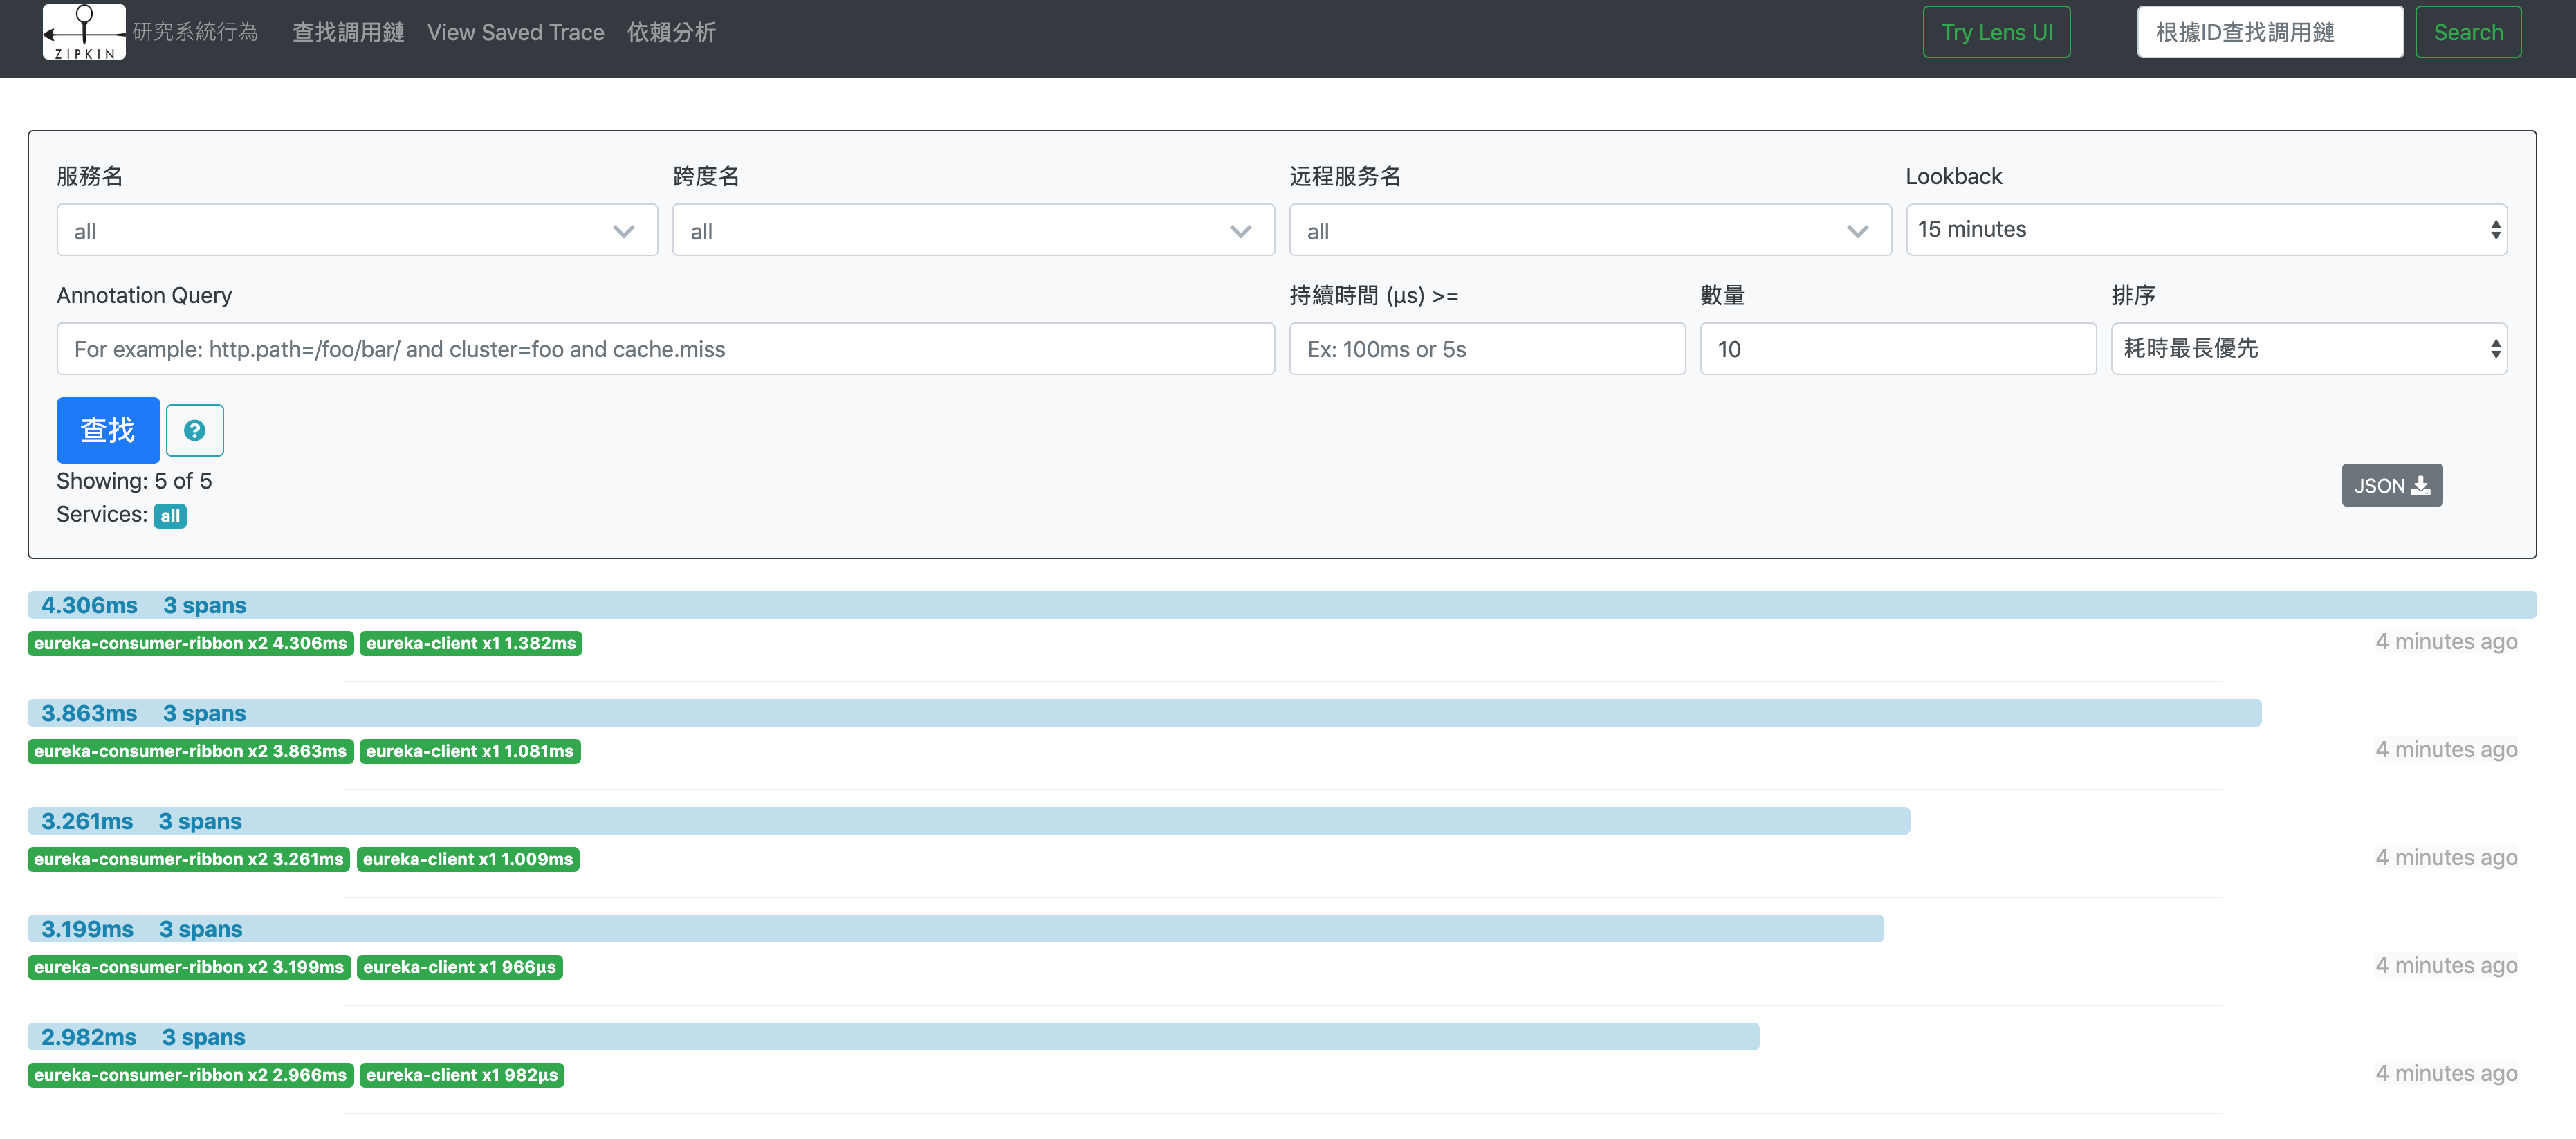 ZIPKIN 研究系統行為 查找調用鏈 View Saved Trace 依賴分析 Try Lens UI 根據ID查找調用鏈 Search
服務名 跨度名 远程服务名 Lookback
all all all 15 minutes
Annotation Query 持續時間 (μs) >= 數量 排序
For example: http.path=/foo/bar/ and cluster=foo and cache.miss Ex: 100ms or 5s 10 耗時最長優先
查找 ?
Showing: 5 of 5
JSON
Services: all
4.306ms 3 spans
eureka-consumer-ribbon x2 4.306ms eureka-client x1 1.382ms 4 minutes ago
3.863ms 3 spans
eureka-consumer-ribbon x2 3.863ms eureka-client x1 1.081ms 4 minutes ago
3.261ms 3 spans
eureka-consumer-ribbon x2 3.261ms eureka-client x1 1.009ms 4 minutes ago
3.199ms 3 spans
eureka-consumer-ribbon x2 3.199ms eureka-client x1 966μs 4 minutes ago
2.982ms 3 spans
eureka-consumer-ribbon x2 2.966ms eureka-client x1 982μs 4 minutes ago